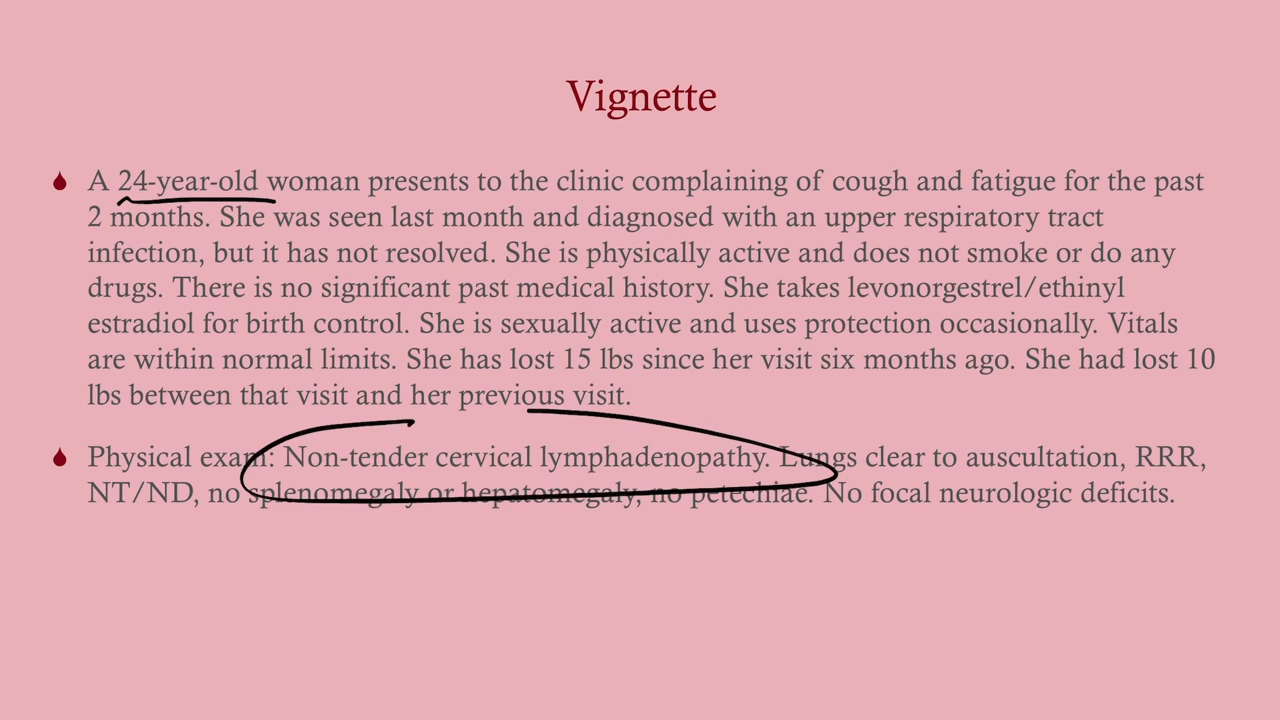 Vignette
A 24-year-old woman presents to the clinic complaining of cough and fatigue for the past
2 months. She was seen last month and diagnosed with an upper respiratory tract
infection, but it has not resolved. She is physically active and does not smoke or do any
drugs. There is no significant past medical history. She takes levonorgestrel/ethinyl
estradiol for birth control. She is sexually active and uses protection occasionally. Vitals
are within normal limits. She has lost 15 lbs since her visit six months ago. She had lost 10
lbs between that visit and her previous visit.
Physical exam: Non-tender cervical lymphadenopathy. Lungs clear to auscultation, RRR,
NT/ND, no splenomegaly or hepatomegaly, no petechiae. No focal neurologic deficits.